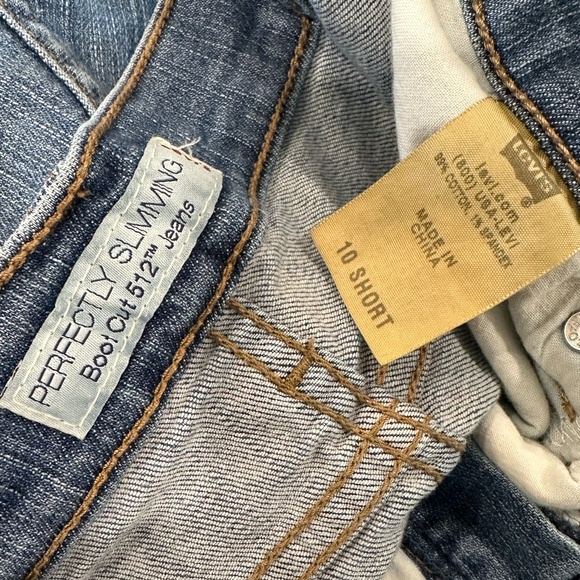 PERFECTLY SLIMMING
Boot Cut 512™ Jeans
LEVI'S
®
levi.com
(800) USA-LEVI
99% COTTON, 1% SPANDEX
MADE IN
CHINA
10 SHORT